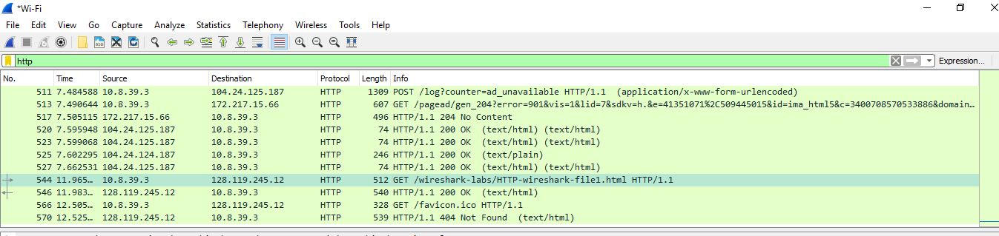 *Wi-Fi
File Edit View Go Capture Analyze Statistics Telephony Wireless Tools Help
http Expression...
No. Time Source Destination Protocol Length Info
511 7.484588 10.8.39.3 104.24.125.187 HTTP 1309 POST /log?counter=ad_unavailable HTTP/1.1 (application/x-www-form-urlencoded)
513 7.490644 10.8.39.3 172.217.15.66 HTTP 607 GET /pagead/gen_204?error=901&vis=1&lid=7&sdkv=h.&e=41351071%2C509445015&id=ima_html5&c=3400708570533886&domain...
517 7.505115 172.217.15.66 10.8.39.3 HTTP 496 HTTP/1.1 204 No Content
520 7.595948 104.24.125.187 10.8.39.3 HTTP 74 HTTP/1.1 200 OK (text/html) (text/html)
523 7.599068 104.24.125.187 10.8.39.3 HTTP 74 HTTP/1.1 200 OK (text/html) (text/html)
525 7.602295 104.24.124.187 10.8.39.3 HTTP 246 HTTP/1.1 200 OK (text/plain)
527 7.662531 104.24.125.187 10.8.39.3 HTTP 74 HTTP/1.1 200 OK (text/html) (text/html)
544 11.965... 10.8.39.3 128.119.245.12 HTTP 512 GET /wireshark-labs/HTTP-wireshark-file1.html HTTP/1.1
546 11.983... 128.119.245.12 10.8.39.3 HTTP 540 HTTP/1.1 200 OK (text/html)
566 12.505... 10.8.39.3 128.119.245.12 HTTP 328 GET /favicon.ico HTTP/1.1
570 12.525... 128.119.245.12 10.8.39.3 HTTP 539 HTTP/1.1 404 Not Found (text/html)